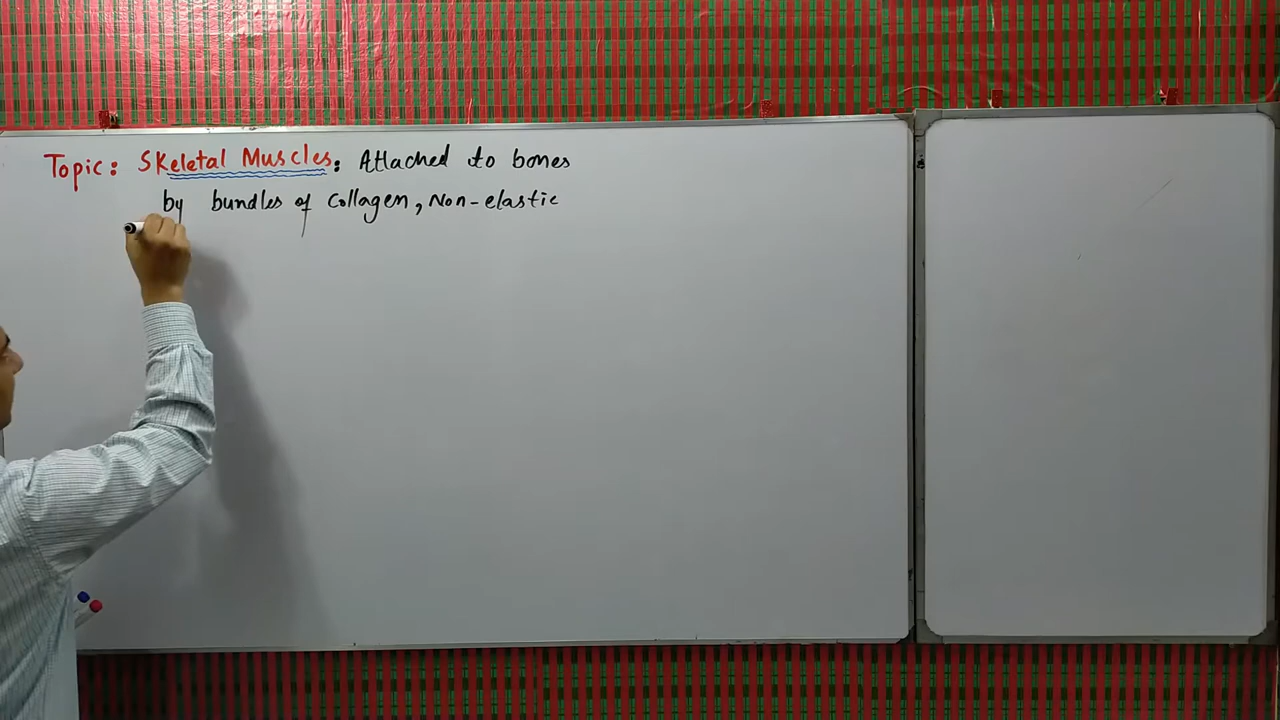 Topic: Skeletal Muscles: Attached to bones
by bundles of Collagen, Non-elastic